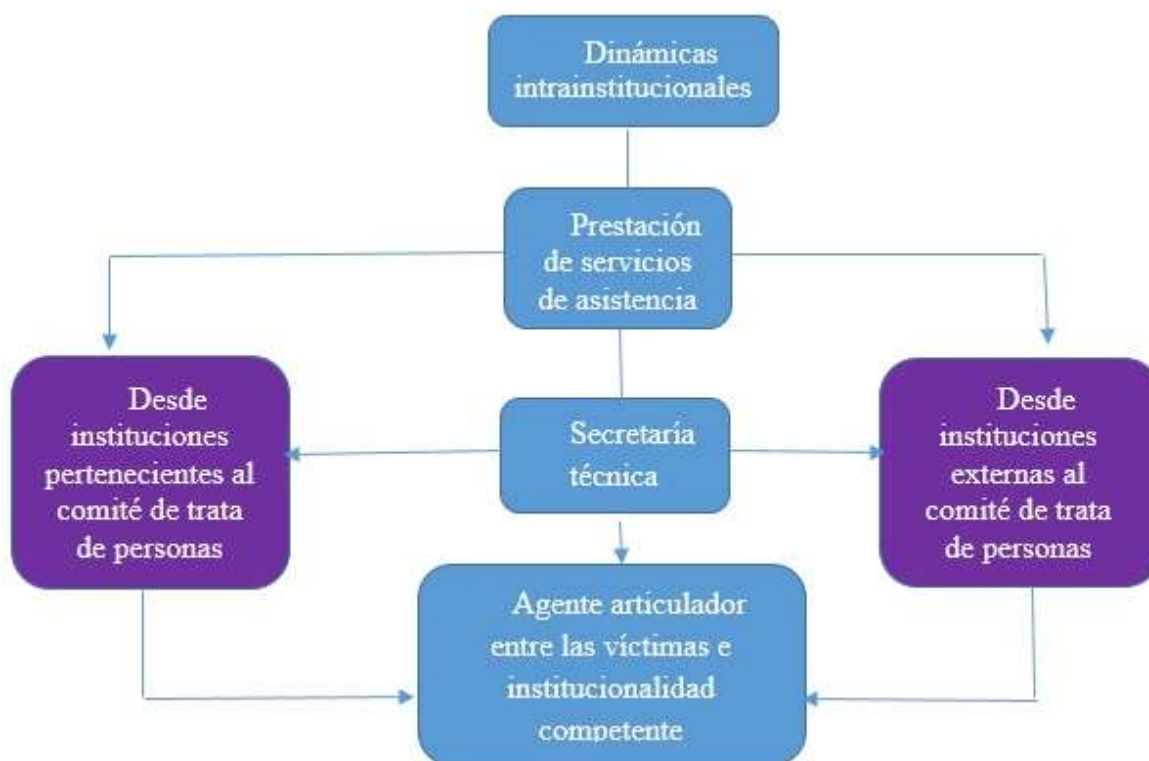 Dinámicas
intrainstitucionales
Prestación
de servicios
de asistencia
Desde
instituciones
pertenecientes al
comité de trata
de personas
Secretaría
técnica
Desde
instituciones
externas al
comité de trata
de personas
Agente articulador
entre las víctimas e
institucionalidad
competente